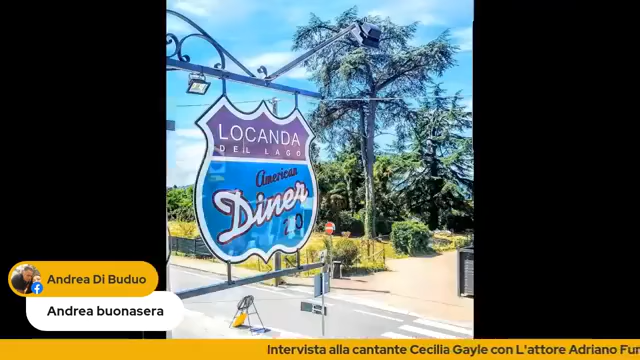 LOCANDA
DEL LAGO
American
Diner
Andrea Di Buduo
Andrea buonasera
Intervista alla cantante Cecilia Gayle con L'attore Adriano Fur